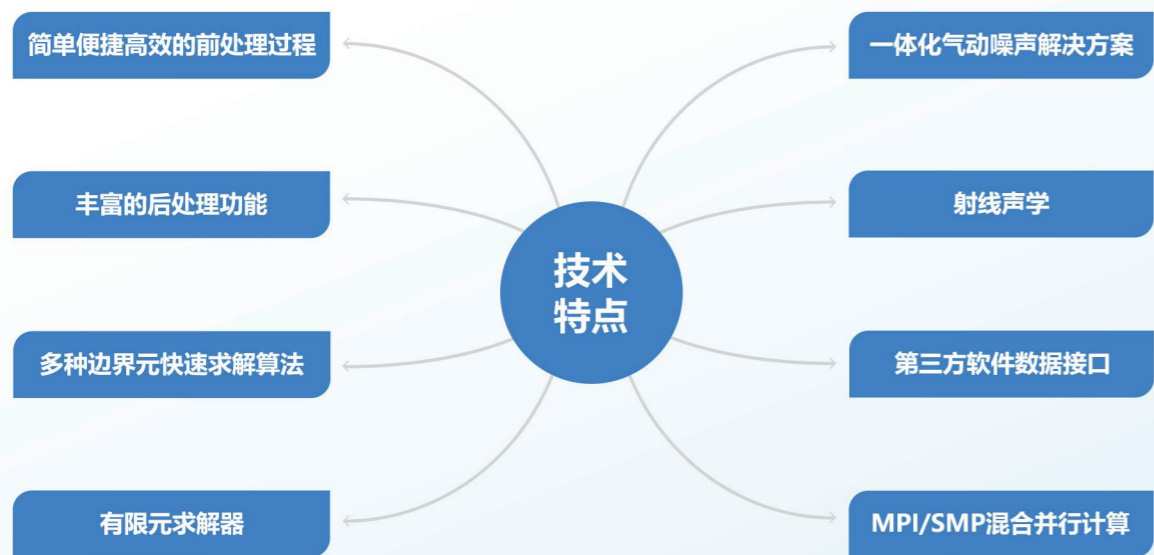 简单便捷高效的前处理过程
一体化气动噪声解决方案
丰富的后处理功能
射线声学
技术
特点
多种边界元快速求解算法
第三方软件数据接口
有限元求解器
MPI/SMP混合并行计算